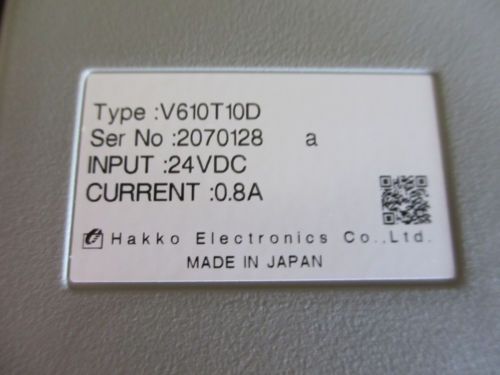 Type :V610T10D
Ser No :2070128 a
INPUT :24VDC
CURRENT :0.8A
Hakko Electronics Co.,Ltd.
MADE IN JAPAN